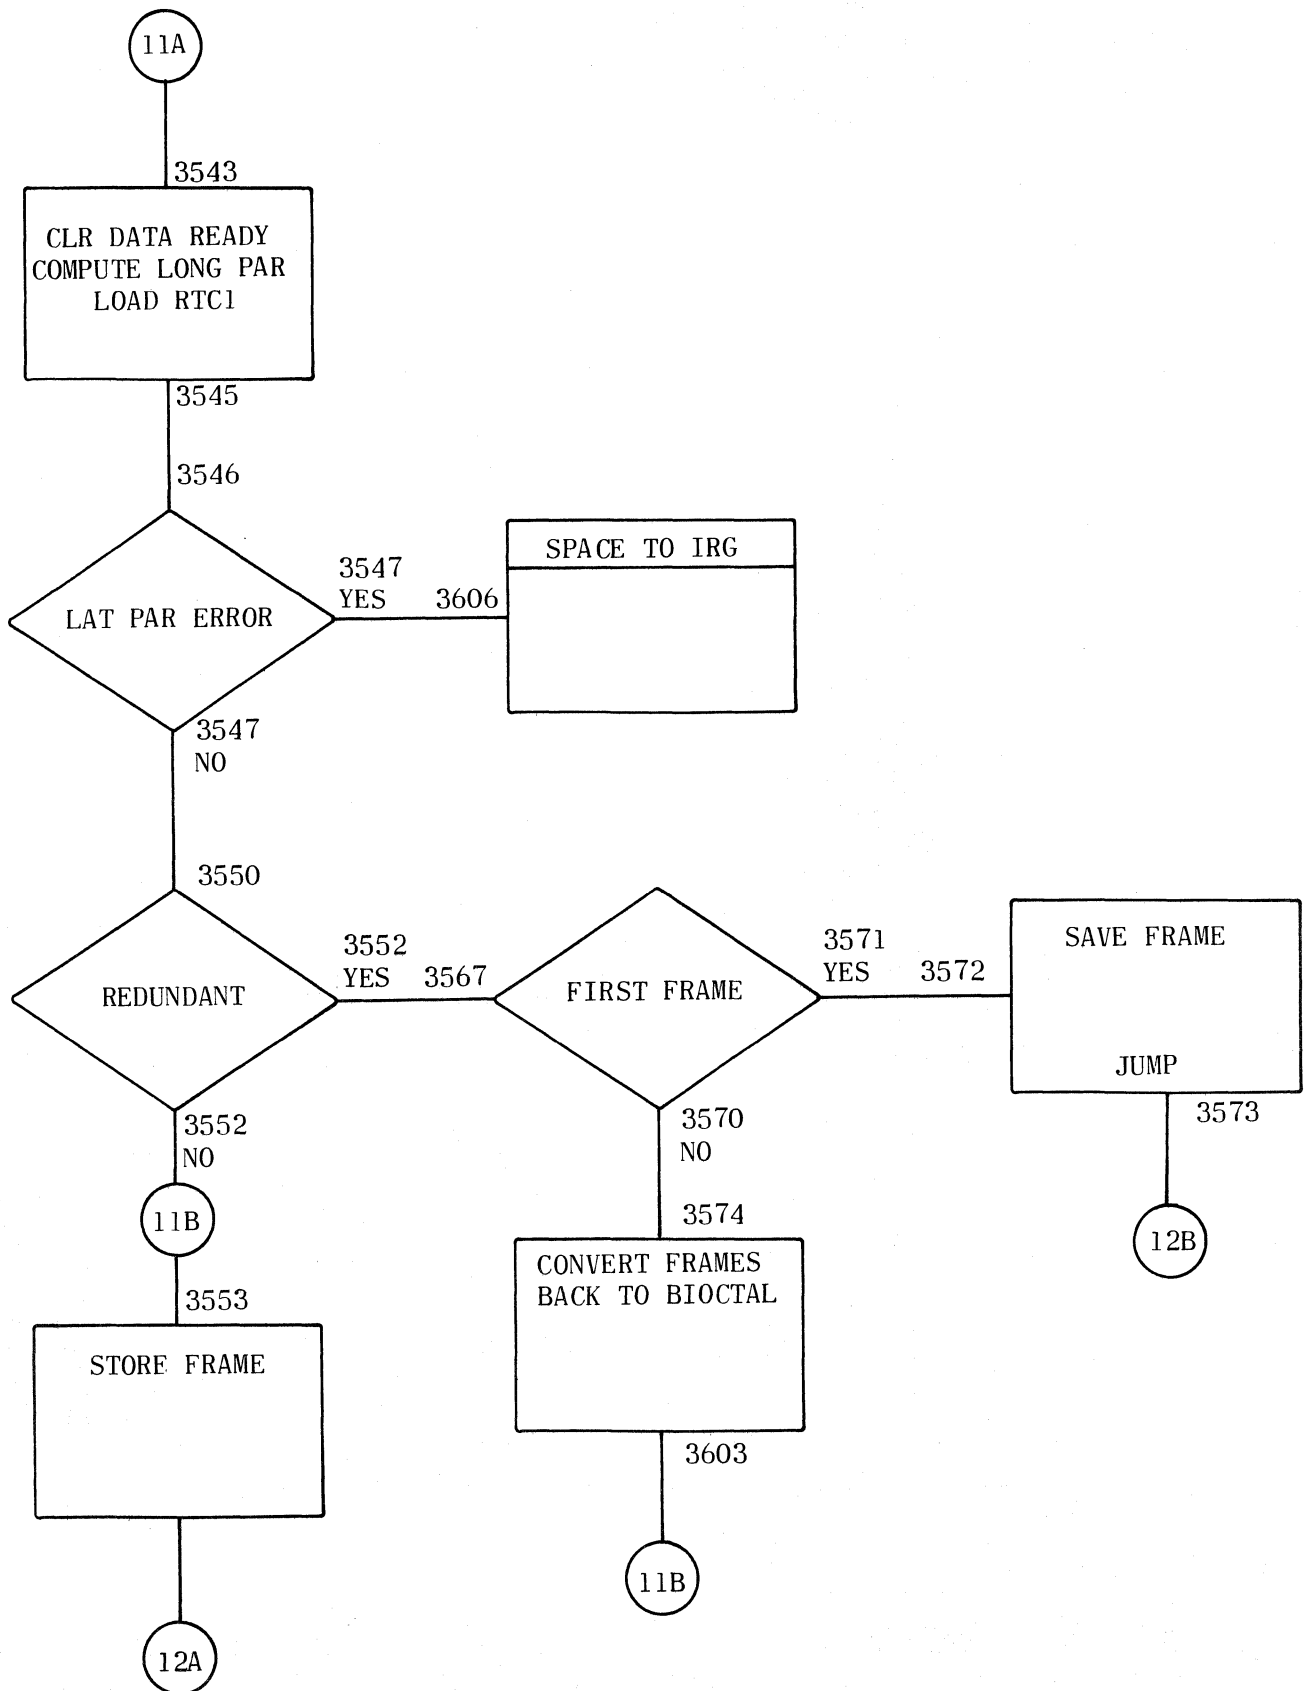 11A
3543
CLR DATA READY
COMPUTE LONG PAR
LOAD RTC1
3545
3546
LAT PAR ERROR
3547
YES 3606
SPACE TO IRG
3547
NO
3550
REDUNDANT
3552
YES 3567
FIRST FRAME
3571
YES 3572
SAVE FRAME
JUMP
3573
12B
3552
NO
11B
3553
STORE FRAME
12A
3570
NO
3574
CONVERT FRAMES
BACK TO BIOCTAL
3603
11B